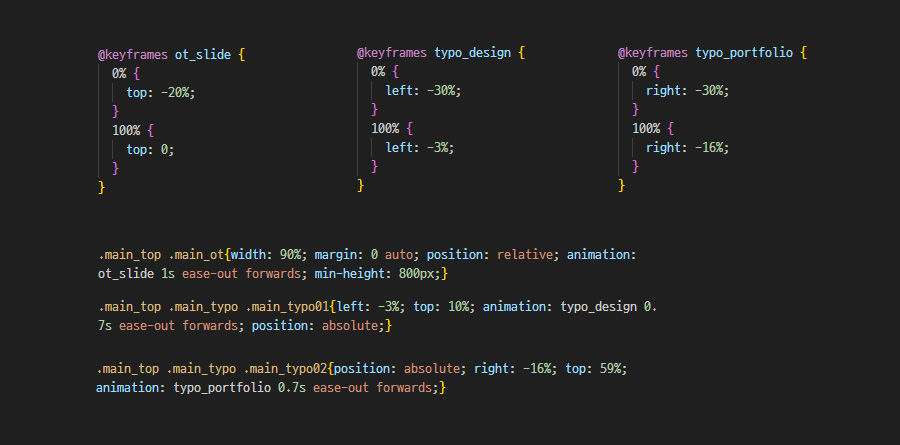 @keyframes ot_slide {
0% {
top: -20%;
}
100% {
top: 0;
}
}
@keyframes typo_design {
0% {
left: -30%;
}
100% {
left: -3%;
}
}
@keyframes typo_portfolio {
0% {
right: -30%;
}
100% {
right: -16%;
}
}
.main_top .main_ot{width: 90%; margin: 0 auto; position: relative; animation:
ot_slide 1s ease-out forwards; min-height: 800px;}
.main_top .main_typo .main_typo01{left: -3%; top: 10%; animation: typo_design 0.
7s ease-out forwards; position: absolute;}
.main_top .main_typo .main_typo02{position: absolute; right: -16%; top: 59%;
animation: typo_portfolio 0.7s ease-out forwards;}